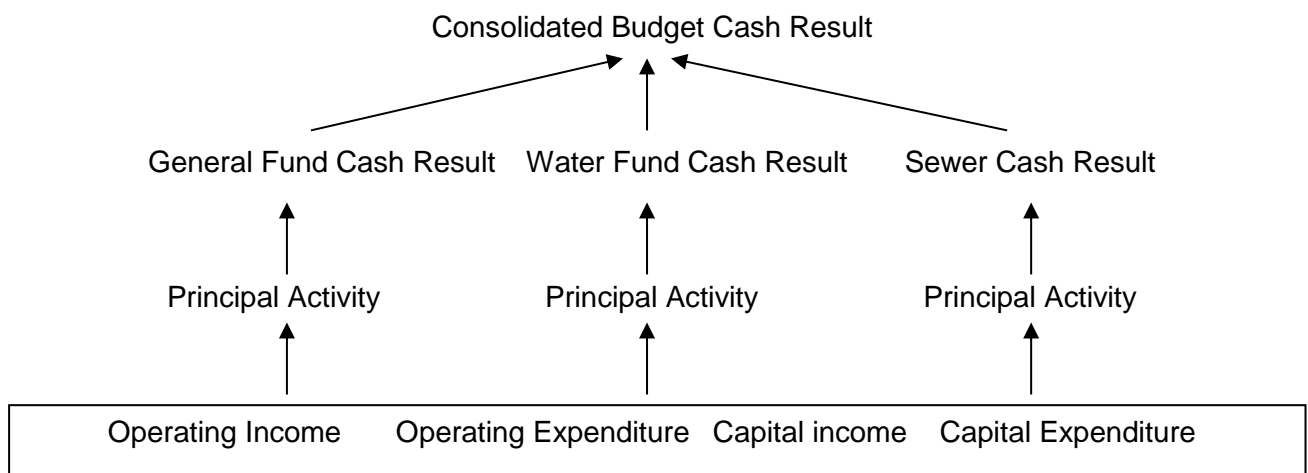 Consolidated Budget Cash Result
General Fund Cash Result Water Fund Cash Result Sewer Cash Result
Principal Activity Principal Activity Principal Activity
Operating Income Operating Expenditure Capital income Capital Expenditure